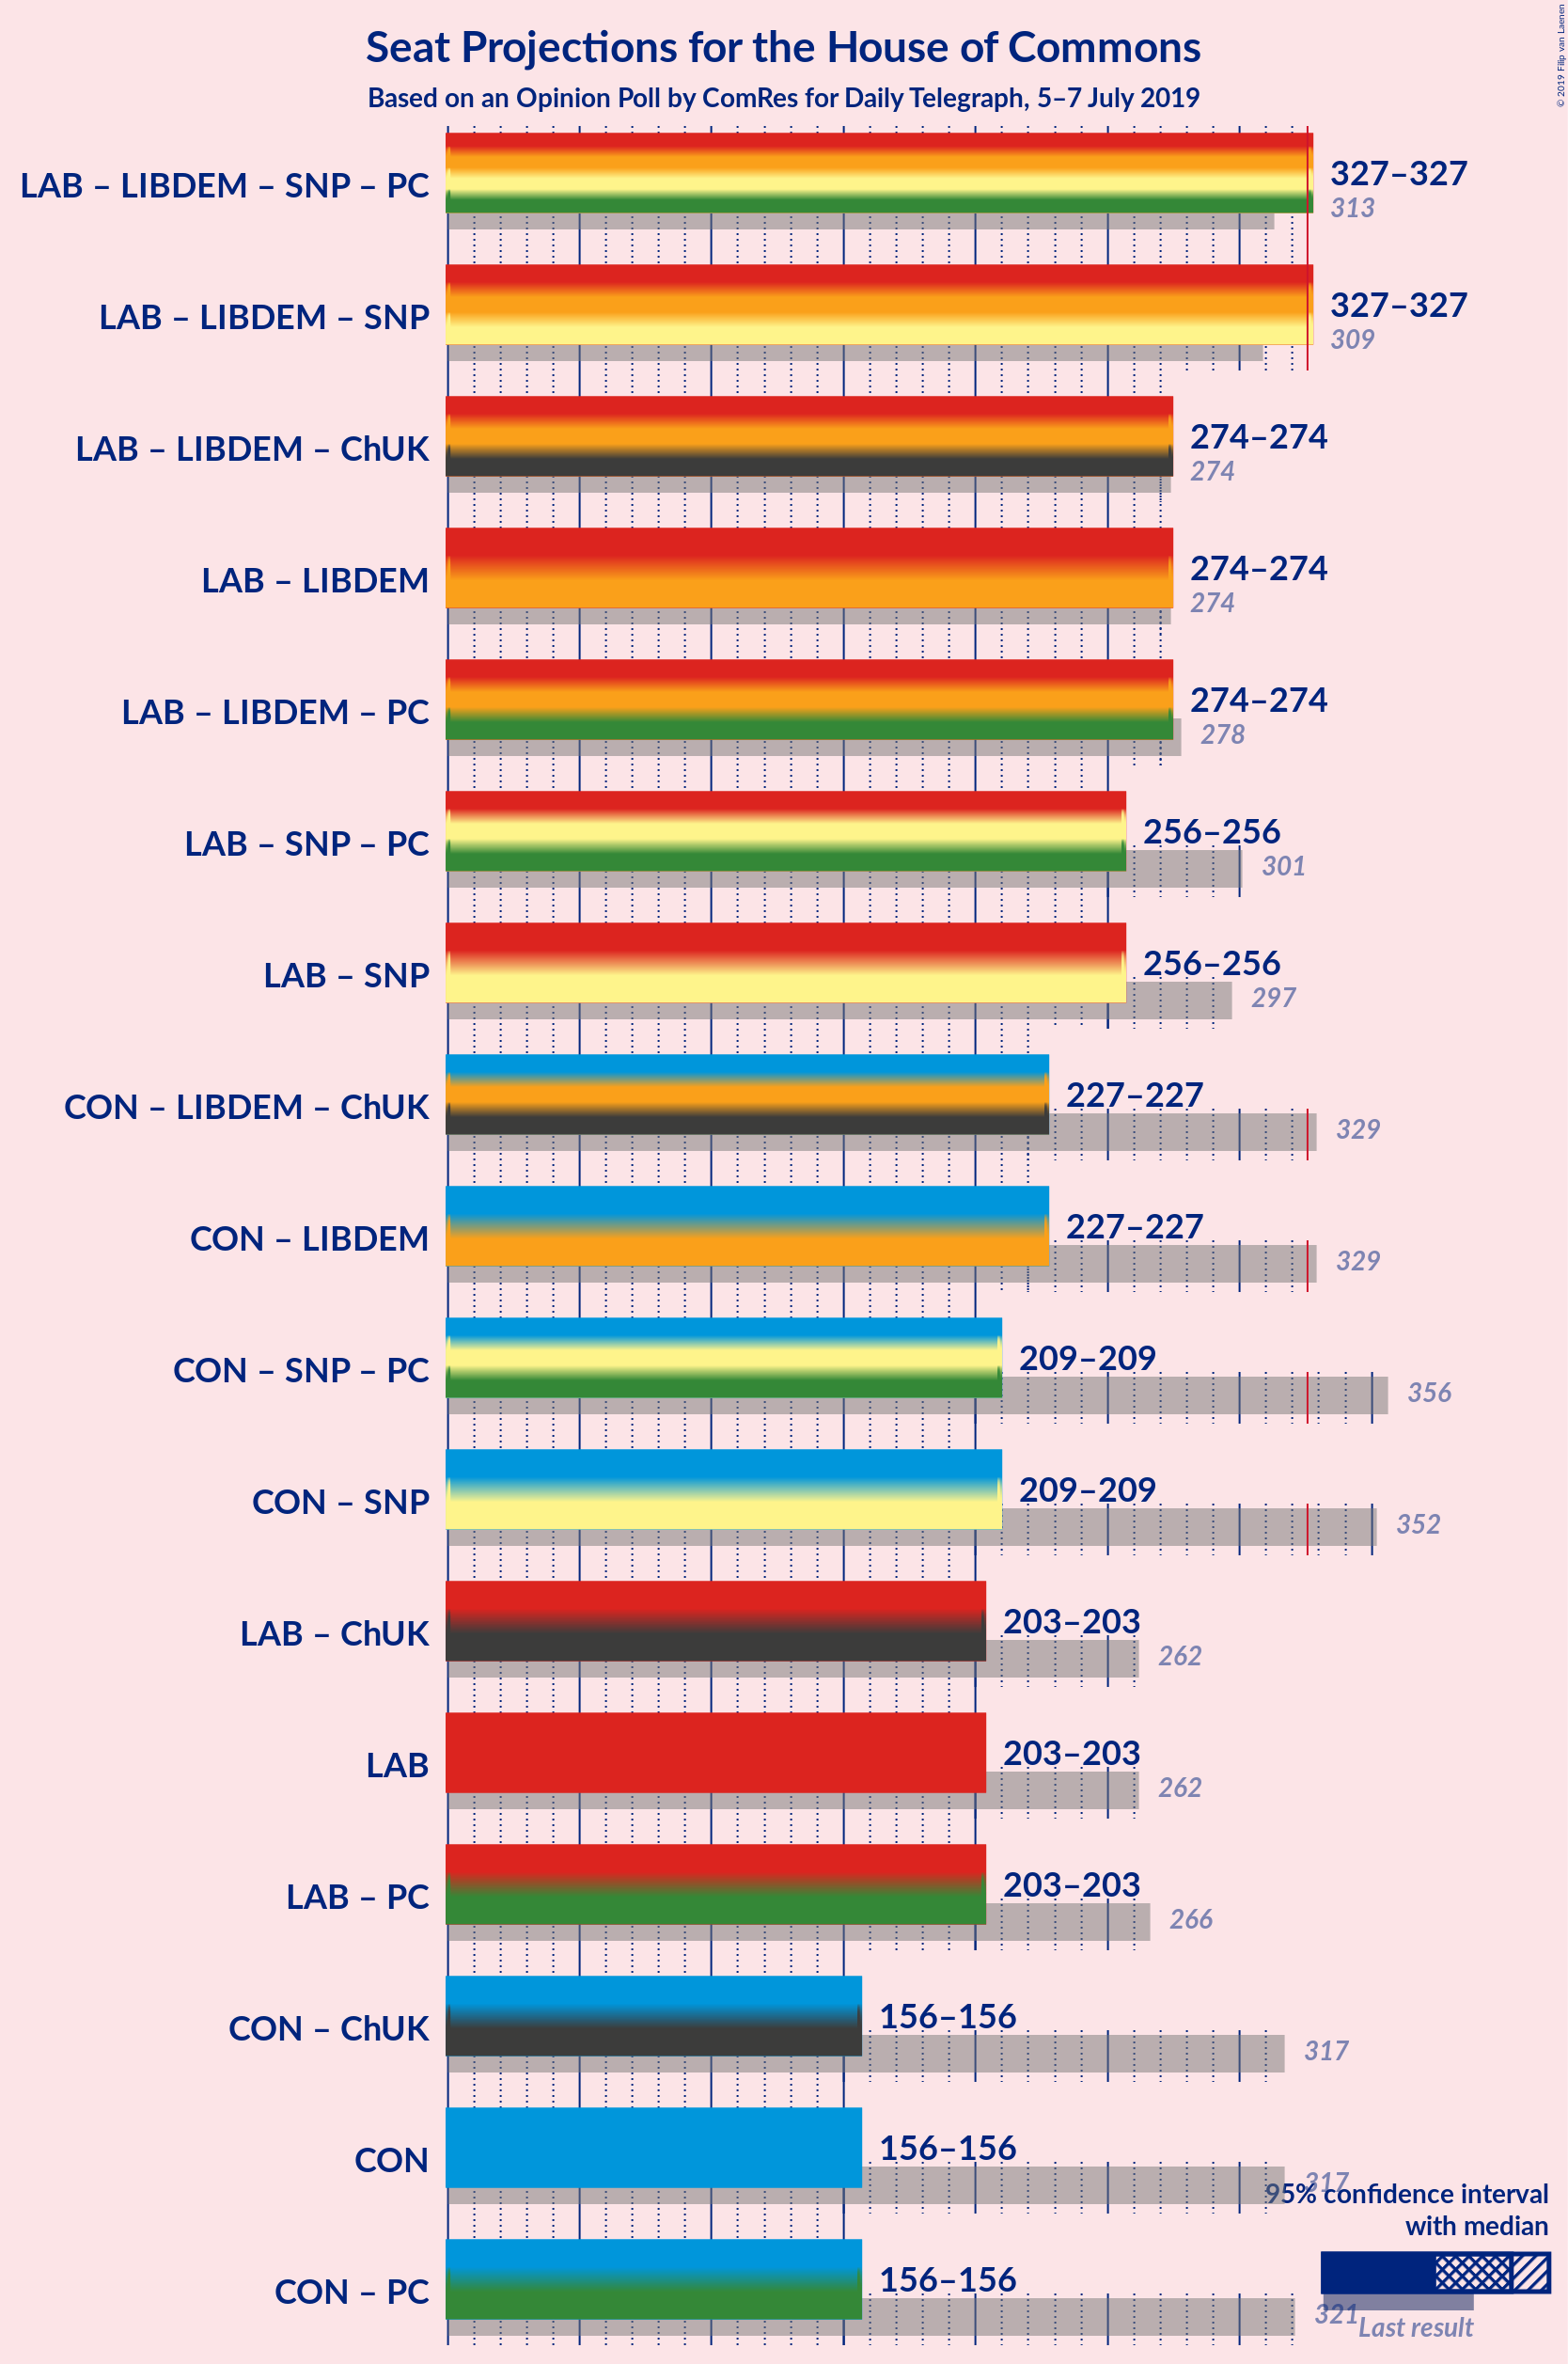 © 2019 Filip van Laenen
Seat Projections for the House of Commons
Based on an Opinion Poll by ComRes for Daily Telegraph, 5–7 July 2019
LAB – LIBDEM – SNP – PC
327–327
313
LAB – LIBDEM – SNP
327–327
309
LAB – LIBDEM – ChUK
274–274
274
LAB – LIBDEM
274–274
274
LAB – LIBDEM – PC
274–274
278
LAB – SNP – PC
256–256
301
LAB – SNP
256–256
297
CON – LIBDEM – ChUK
227–227
329
CON – LIBDEM
227–227
329
CON – SNP – PC
209–209
356
CON – SNP
209–209
352
LAB – ChUK
203–203
262
LAB
203–203
262
LAB – PC
203–203
266
CON – ChUK
156–156
317
CON
156–156
317
CON – PC
156–156
321
95% confidence interval
with median
Last result